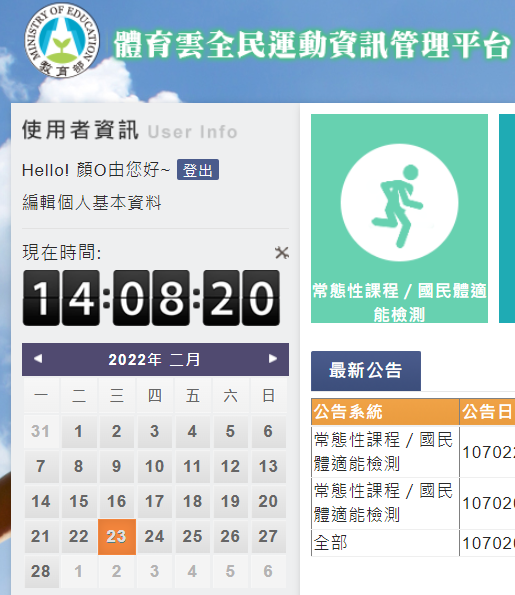 MINISTRY OF EDUCATION
教育部
體育雲全民運動資訊管理平台
使用者資訊 User Info
Hello! 顏O由您好~ 登出
編輯個人基本資料
現在時間:
14:08:20
2022年 二月
一 二 三 四 五 六 日
31 1 2 3 4 5 6
7 8 9 10 11 12 13
14 15 16 17 18 19 20
21 22 23 24 25 26 27
28 1 2 3 4 5 6
常態性課程 / 國民體適
能檢測
最新公告
公告系統 公告日
常態性課程 / 國民
體適能檢測
10702
常態性課程 / 國民
體適能檢測
10702
全部 10702